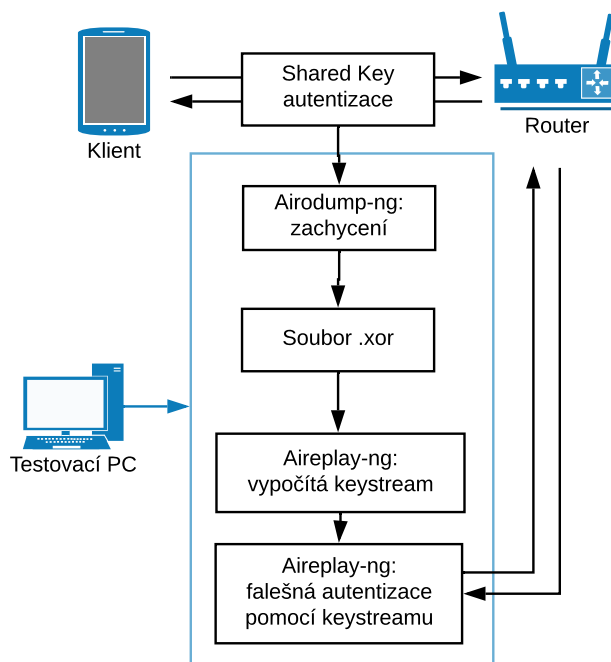 Shared Key
autentizace
Klient
Router
Airodump-ng:
zachycení
Soubor .xor
Testovací PC
Aireplay-ng:
vypočítá keystream
Aireplay-ng:
falešná autentizace
pomocí keystreamu